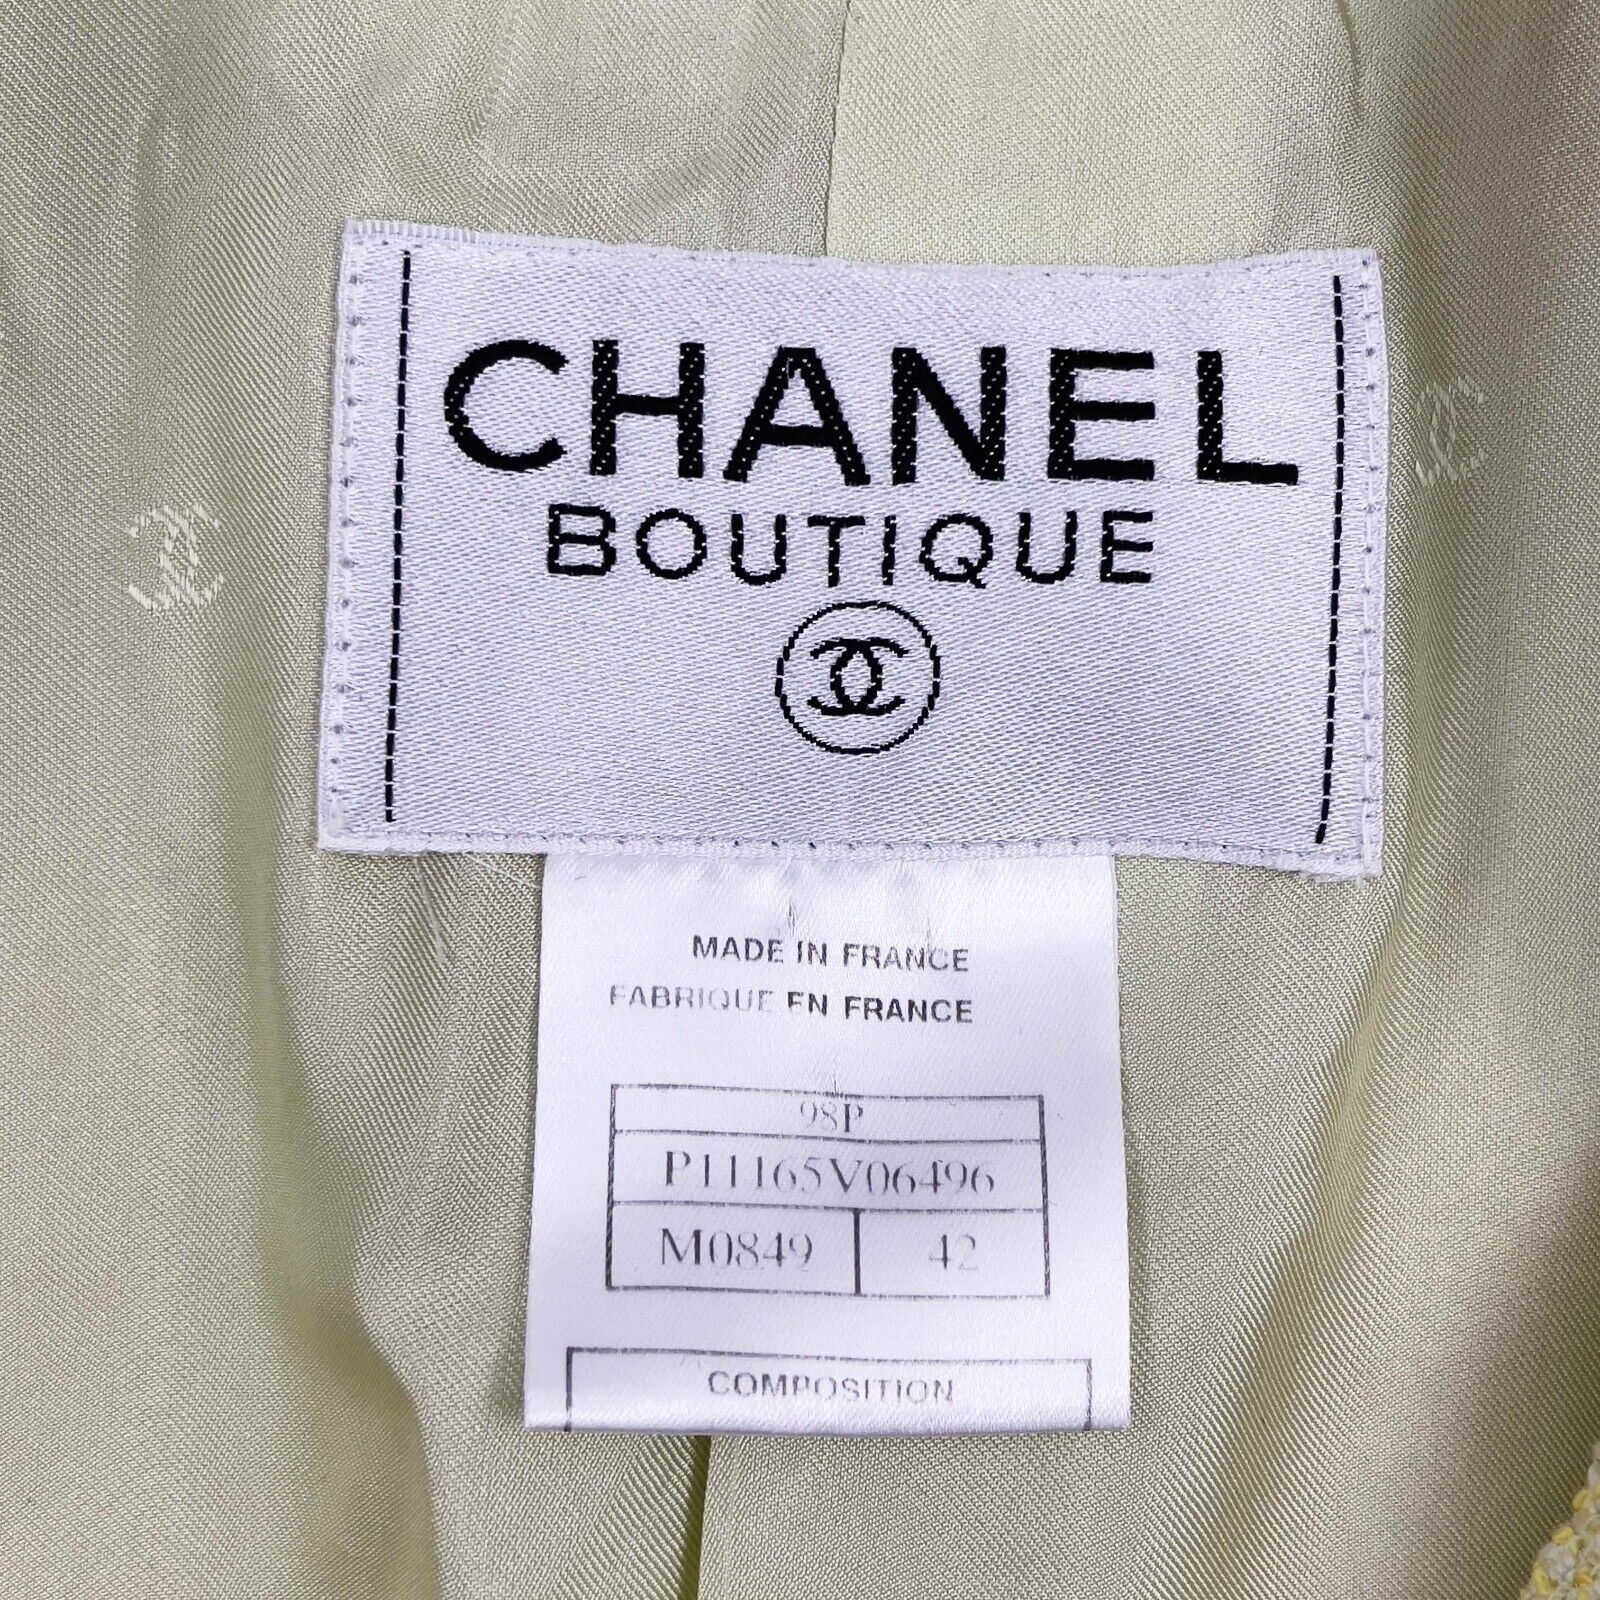 CHANEL
BOUTIQUE
MADE IN FRANCE
FABRIQUE EN FRANCE
98P
P11165V06496
M0849 42
COMPOSITION